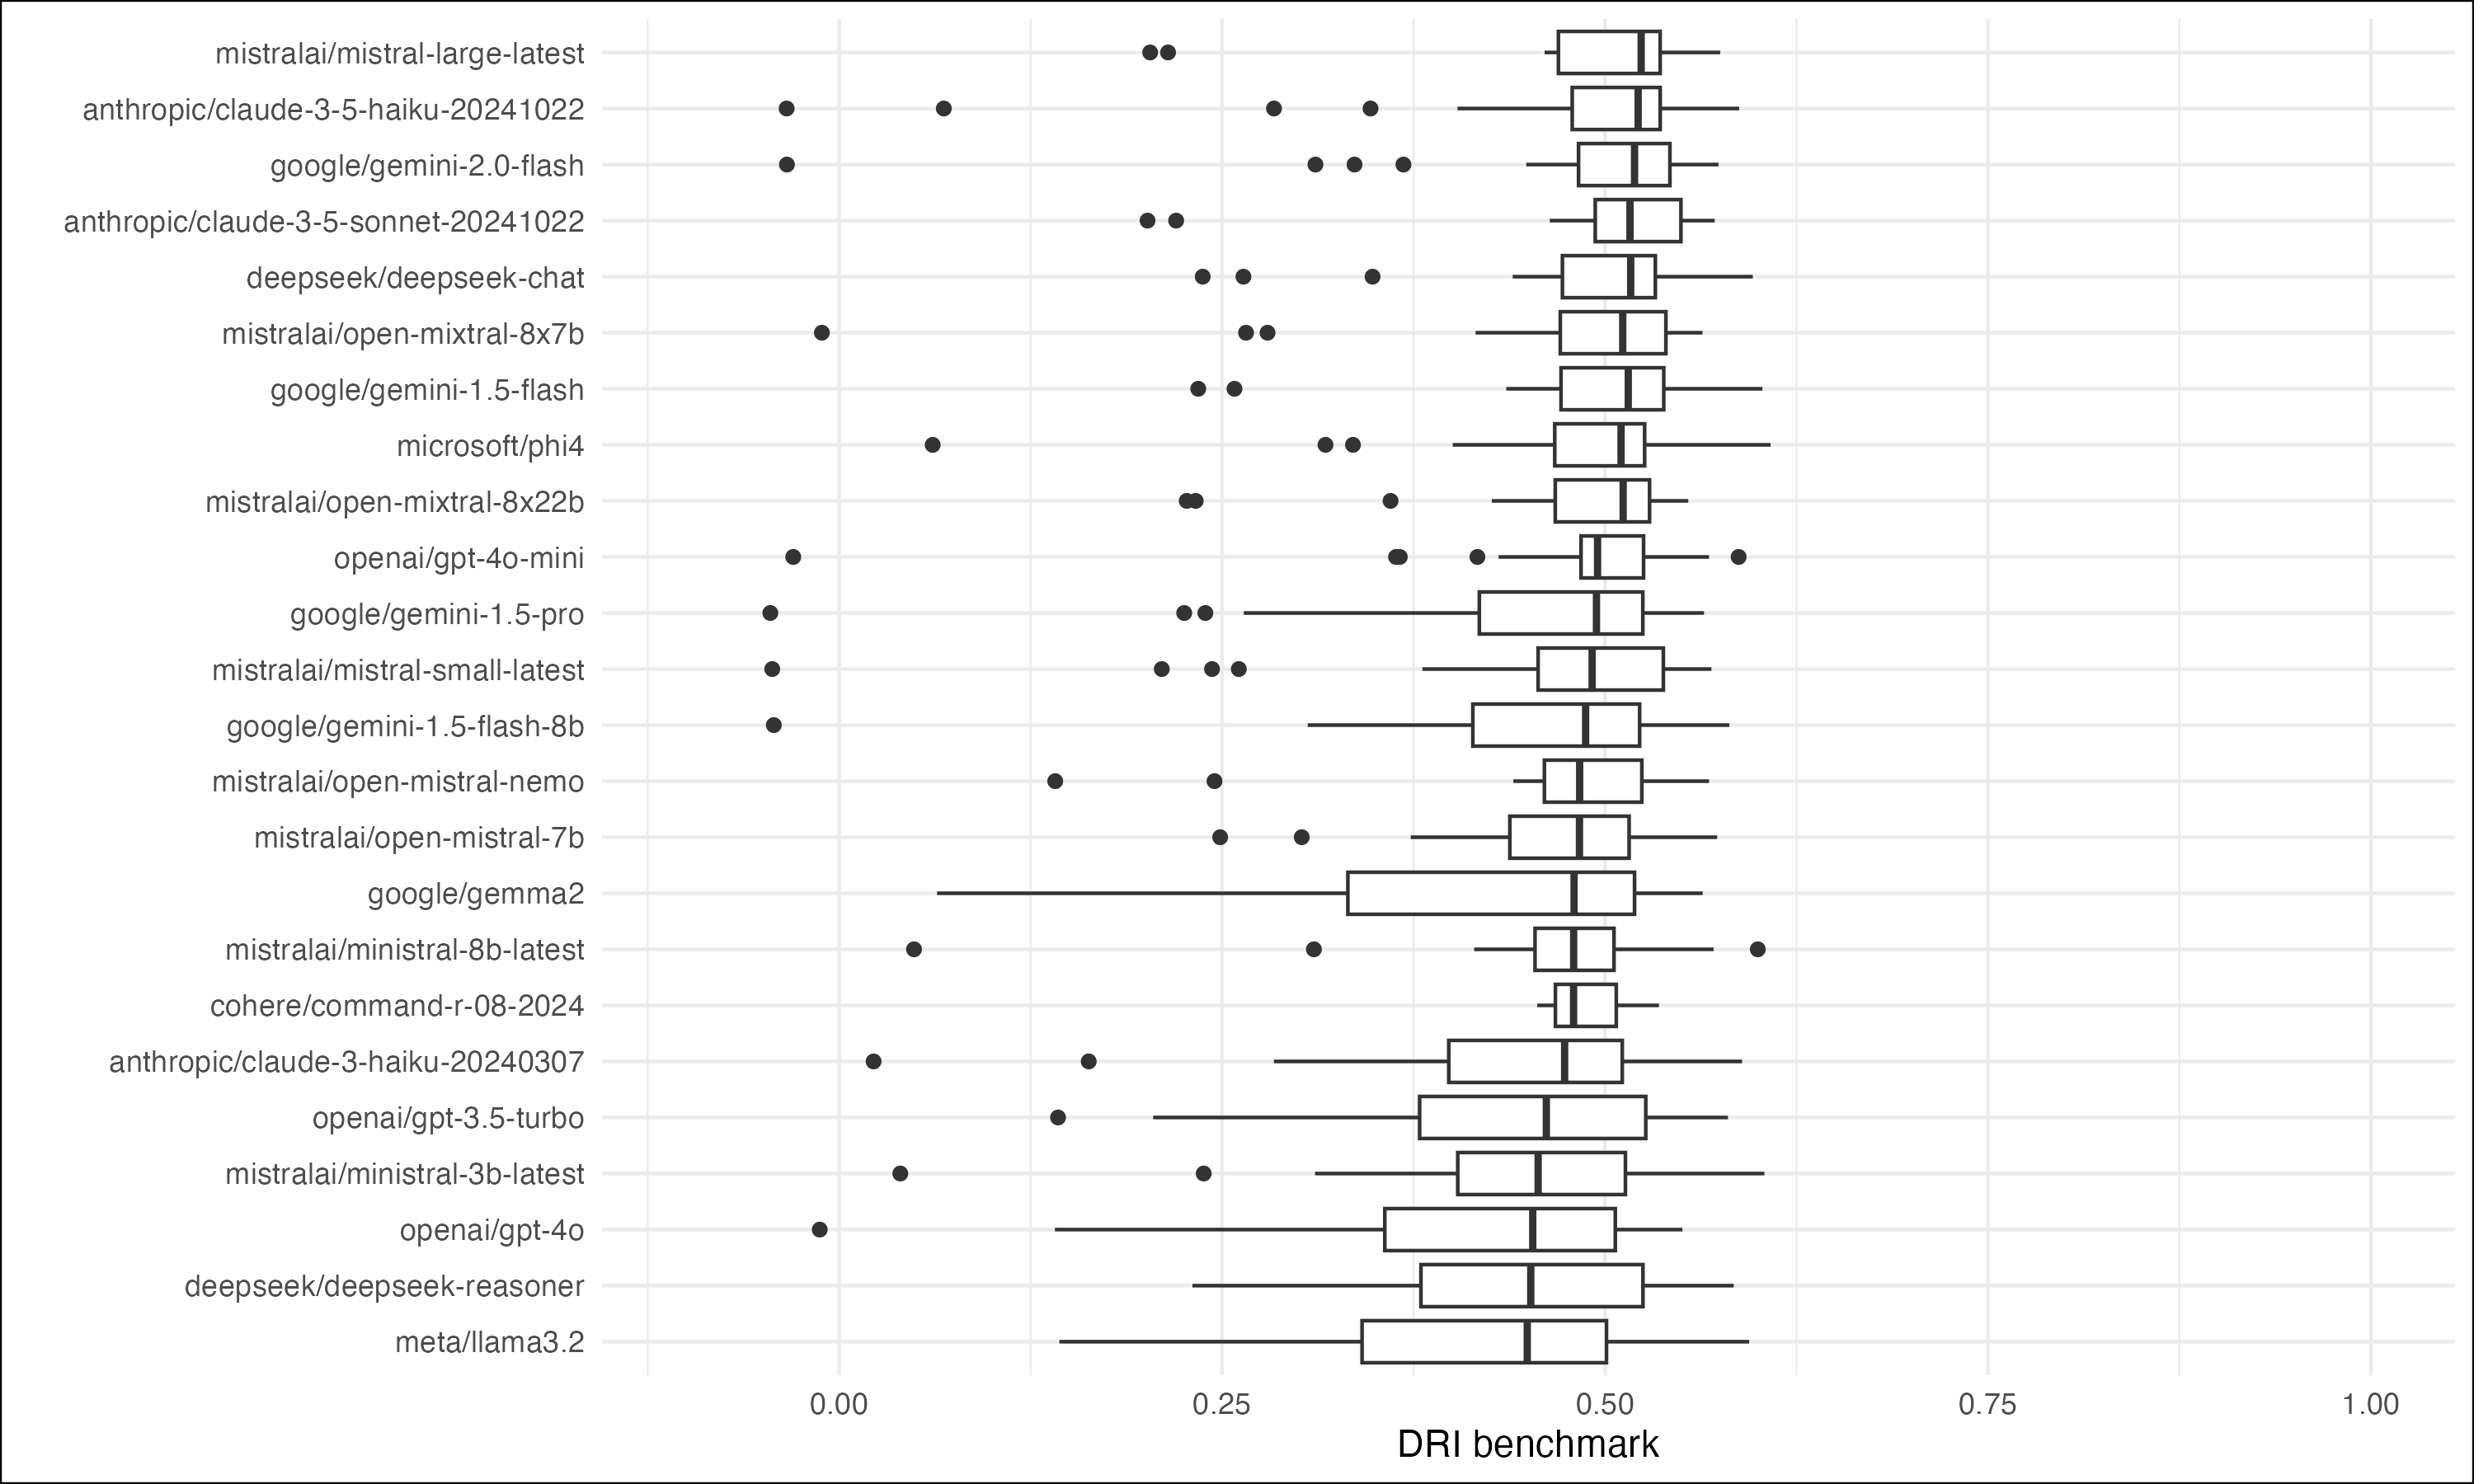 mistralai/mistral-large-latest
anthropic/claude-3-5-haiku-20241022
google/gemini-2.0-flash
anthropic/claude-3-5-sonnet-20241022
deepseek/deepseek-chat
mistralai/open-mixtral-8x7b
google/gemini-1.5-flash
microsoft/phi4
mistralai/open-mixtral-8x22b
openai/gpt-4o-mini
google/gemini-1.5-pro
mistralai/mistral-small-latest
google/gemini-1.5-flash-8b
mistralai/open-mistral-nemo
mistralai/open-mistral-7b
google/gemma2
mistralai/ministral-8b-latest
cohere/command-r-08-2024
anthropic/claude-3-haiku-20240307
openai/gpt-3.5-turbo
mistralai/ministral-3b-latest
openai/gpt-4o
deepseek/deepseek-reasoner
meta/llama3.2
0.00 0.25 0.50 0.75 1.00
DRI benchmark